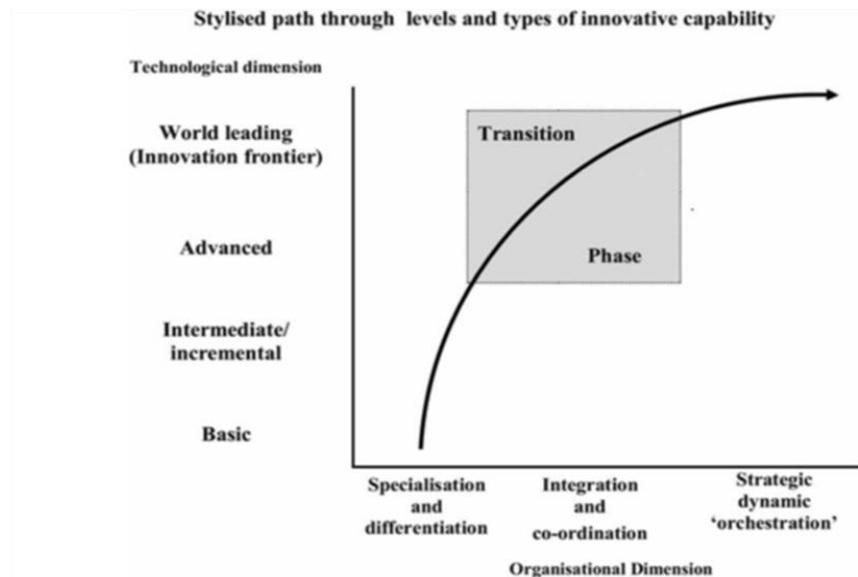 Stylised path through levels and types of innovative capability
Technological dimension
World leading
(Innovation frontier)
Transition
Advanced
Phase
Intermediate/
incremental
Basic
Specialisation
and
differentiation
Integration
and
co-ordination
Strategic
dynamic
‘orchestration’
Organisational Dimension